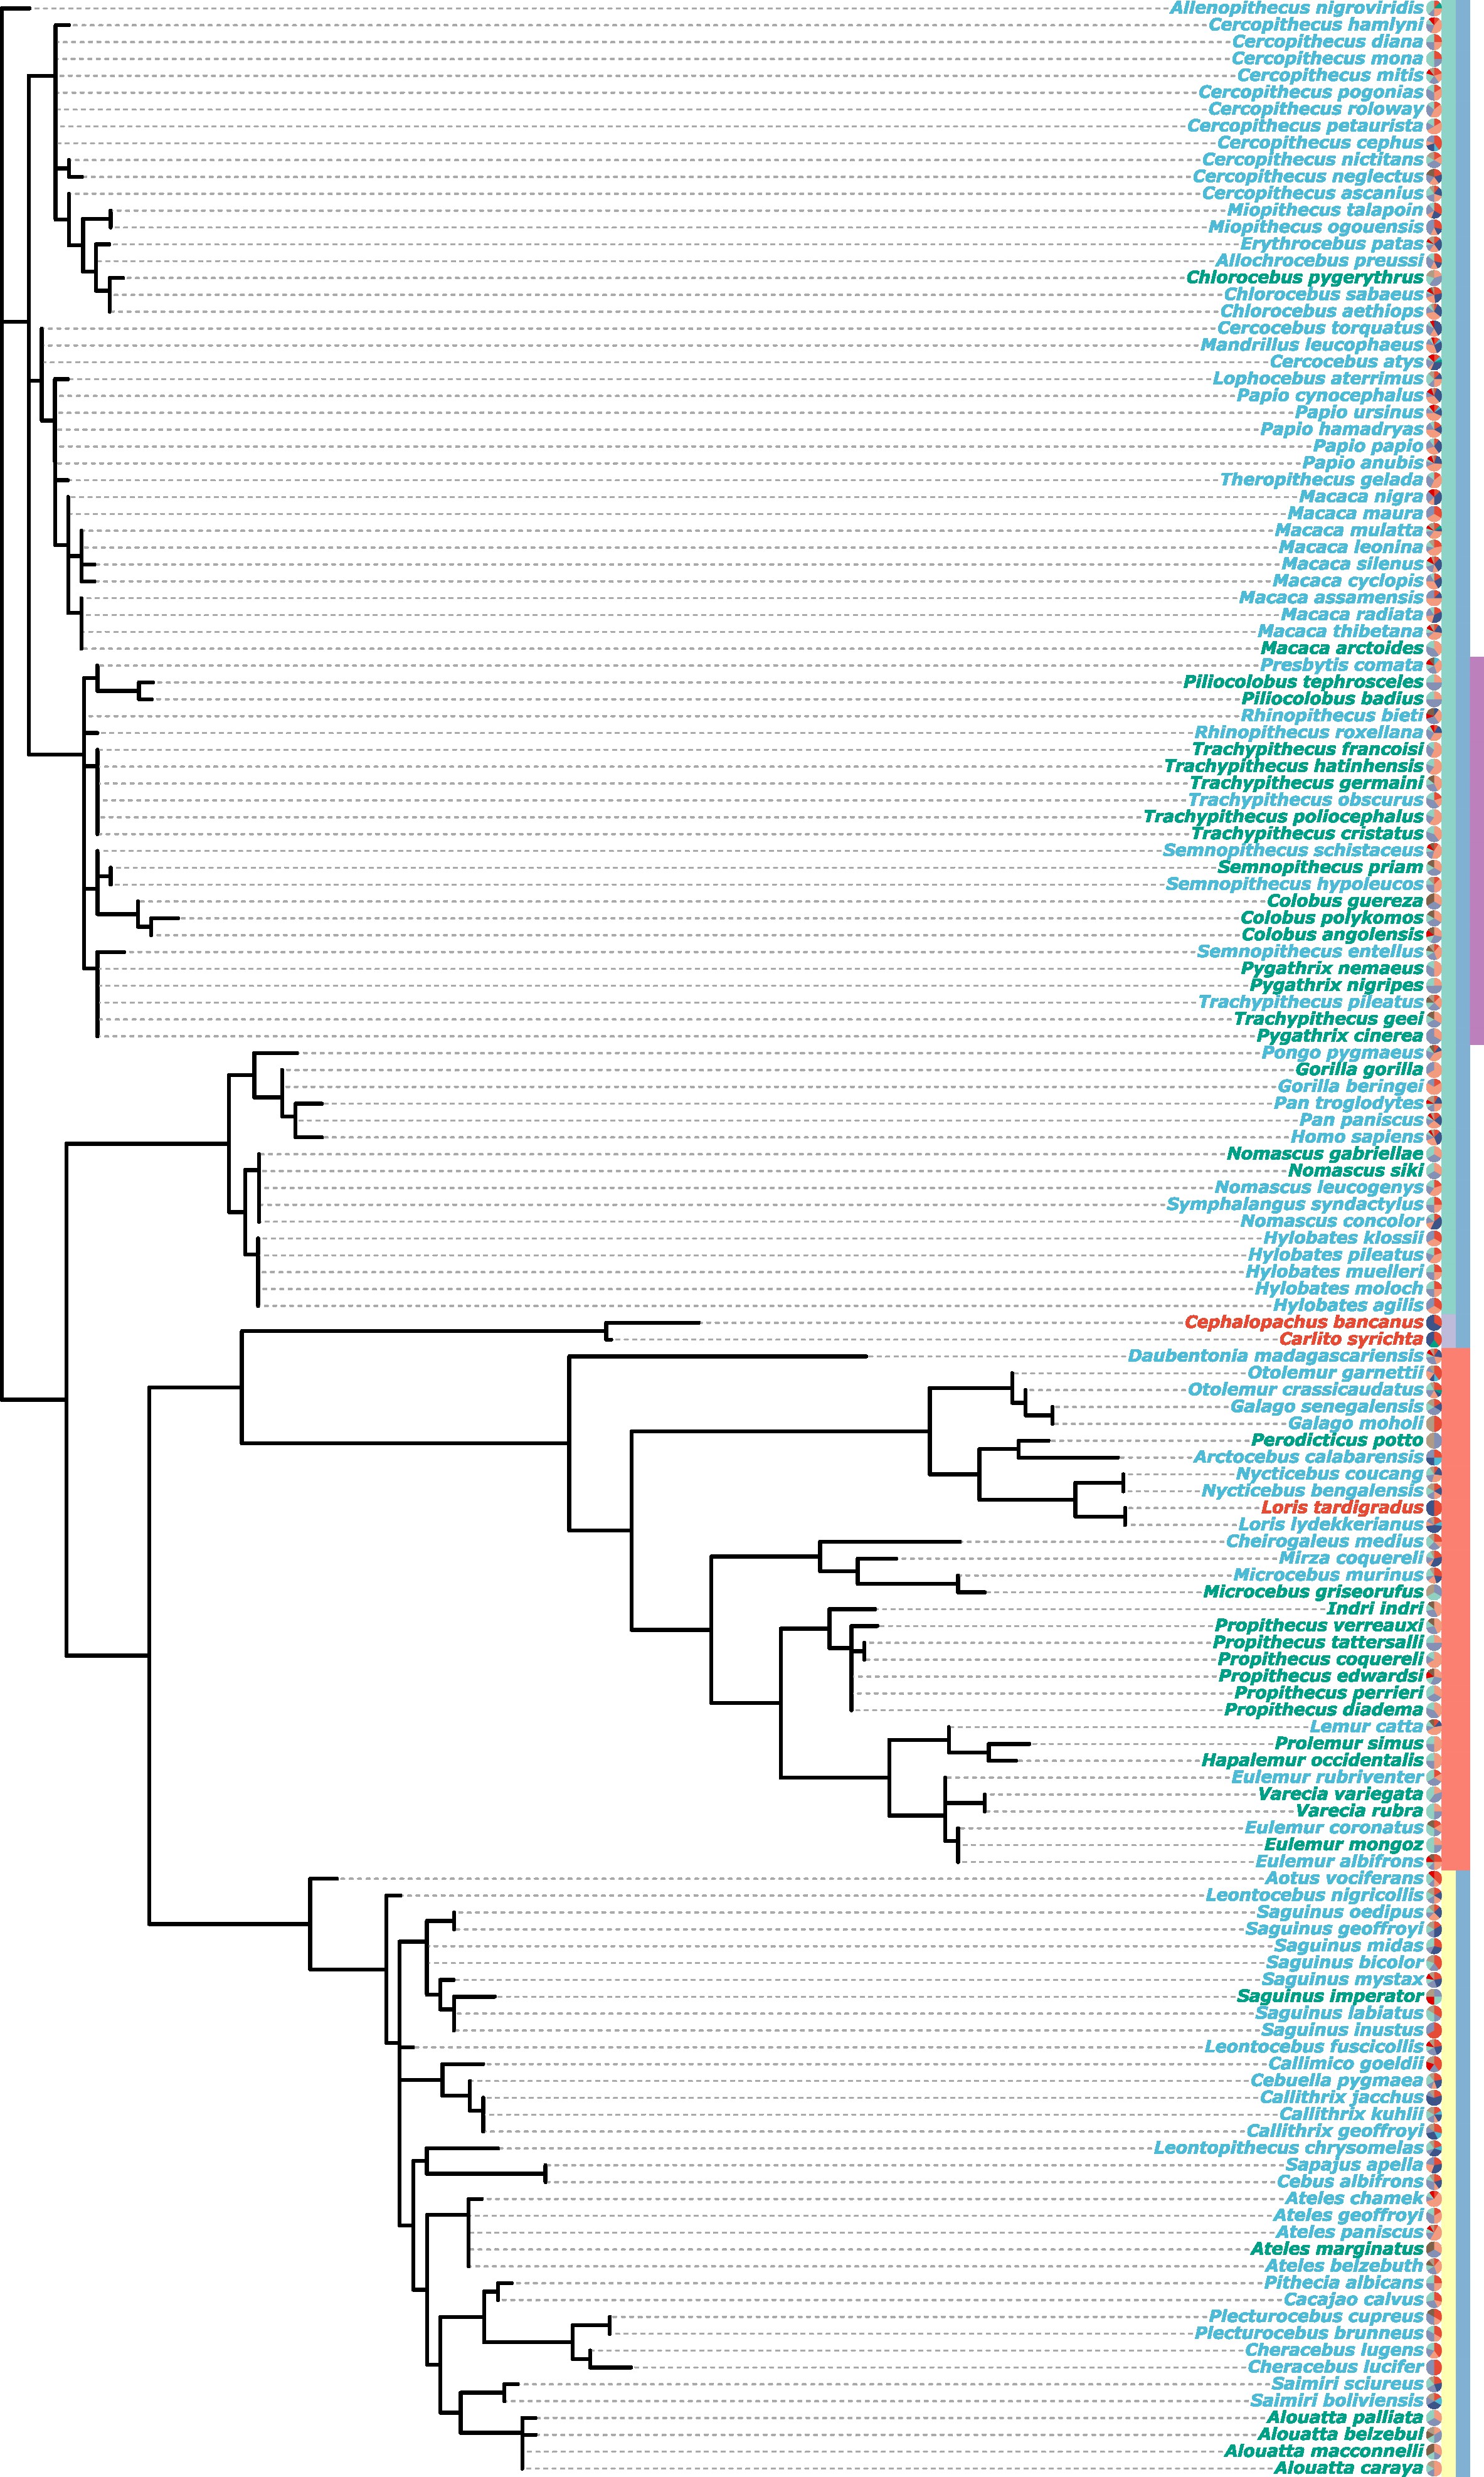 Allenopithecus nigroviridis
Cercopithecus hamlyni
Cercopithecus diana
Cercopithecus mona
Cercopithecus mitis
Cercopithecus pogonias
Cercopithecus roloway
Cercopithecus petaurista
Cercopithecus cephus
Cercopithecus nictitans
Cercopithecus neglectus
Cercopithecus ascanius
Miopithecus talapoin
Miopithecus ogouensis
Erythrocebus patas
Allochrocebus preussi
Chlorocebus pygerythrus
Chlorocebus sabaeus
Chlorocebus aethiops
Cercocebus torquatus
Mandrillus leucophaeus
Cercocebus atys
Lophocebus aterrimus
Papio cynocephalus
Papio ursinus
Papio hamadryas
Papio papio
Papio anubis
Theropithecus gelada
Macaca nigra
Macaca maura
Macaca mulatta
Macaca leonina
Macaca silenus
Macaca cyclopis
Macaca assamensis
Macaca radiata
Macaca thibetana
Macaca arctoides
Presbytis comata
Piliocolobus tephrosceles
Piliocolobus badius
Rhinopithecus bieti
Rhinopithecus roxellana
Trachypithecus francoisi
Trachypithecus hatinhensis
Trachypithecus germaini
Trachypithecus obscurus
Trachypithecus poliocephalus
Trachypithecus cristatus
Semnopithecus schistaceus
Semnopithecus priam
Semnopithecus hypoleucos
Colobus guereza
Colobus polykomos
Colobus angolensis
Semnopithecus entellus
Pygathrix nemaeus
Pygathrix nigripes
Trachypithecus pileatus
Trachypithecus geei
Pygathrix cinerea
Pongo pygmaeus
Gorilla gorilla
Gorilla beringei
Pan troglodytes
Pan paniscus
Homo sapiens
Nomascus gabriellae
Nomascus siki
Nomascus leucogenys
Symphalangus syndactylus
Nomascus concolor
Hylobates klossii
Hylobates pileatus
Hylobates muelleri
Hylobates moloch
Hylobates agilis
Cephalopachus bancanus
Carlito syrichta
Daubentonia madagascariensis
Otolemur garnettii
Otolemur crassicaudatus
Galago senegalensis
Galago moholi
Perodicticus potto
Arctocebus calabarensis
Nycticebus coucang
Nycticebus bengalensis
Loris tardigradus
Loris lydekkerianus
Cheirogaleus medius
Mirza coquereli
Microcebus murinus
Microcebus griseorufus
Indri indri
Propithecus verreauxi
Propithecus tattersalli
Propithecus coquereli
Propithecus edwardsi
Propithecus perrieri
Propithecus diadema
Lemur catta
Prolemur simus
Hapalemur occidentalis
Eulemur rubriventer
Varecia variegata
Varecia rubra
Eulemur coronatus
Eulemur mongoz
Eulemur albifrons
Aotus vociferans
Leontocebus nigricollis
Saguinus oedipus
Saguinus geoffroyi
Saguinus midas
Saguinus bicolor
Saguinus mystax
Saguinus imperator
Saguinus labiatus
Saguinus inustus
Leontocebus fuscicollis
Callimico goeldii
Cebuella pygmaea
Callithrix jacchus
Callithrix kuhlii
Callithrix geoffroyi
Leontopithecus chrysomelas
Sapajus apella
Cebus albifrons
Ateles chamek
Ateles geoffroyi
Ateles paniscus
Ateles marginatus
Ateles belzebuth
Pithecia albicans
Cacajao calvus
Plecturocebus cupreus
Plecturocebus brunneus
Cheracebus lugens
Cheracebus lucifer
Saimiri sciureus
Saimiri boliviensis
Alouatta palliata
Alouatta belzebul
Alouatta macconnelli
Alouatta caraya